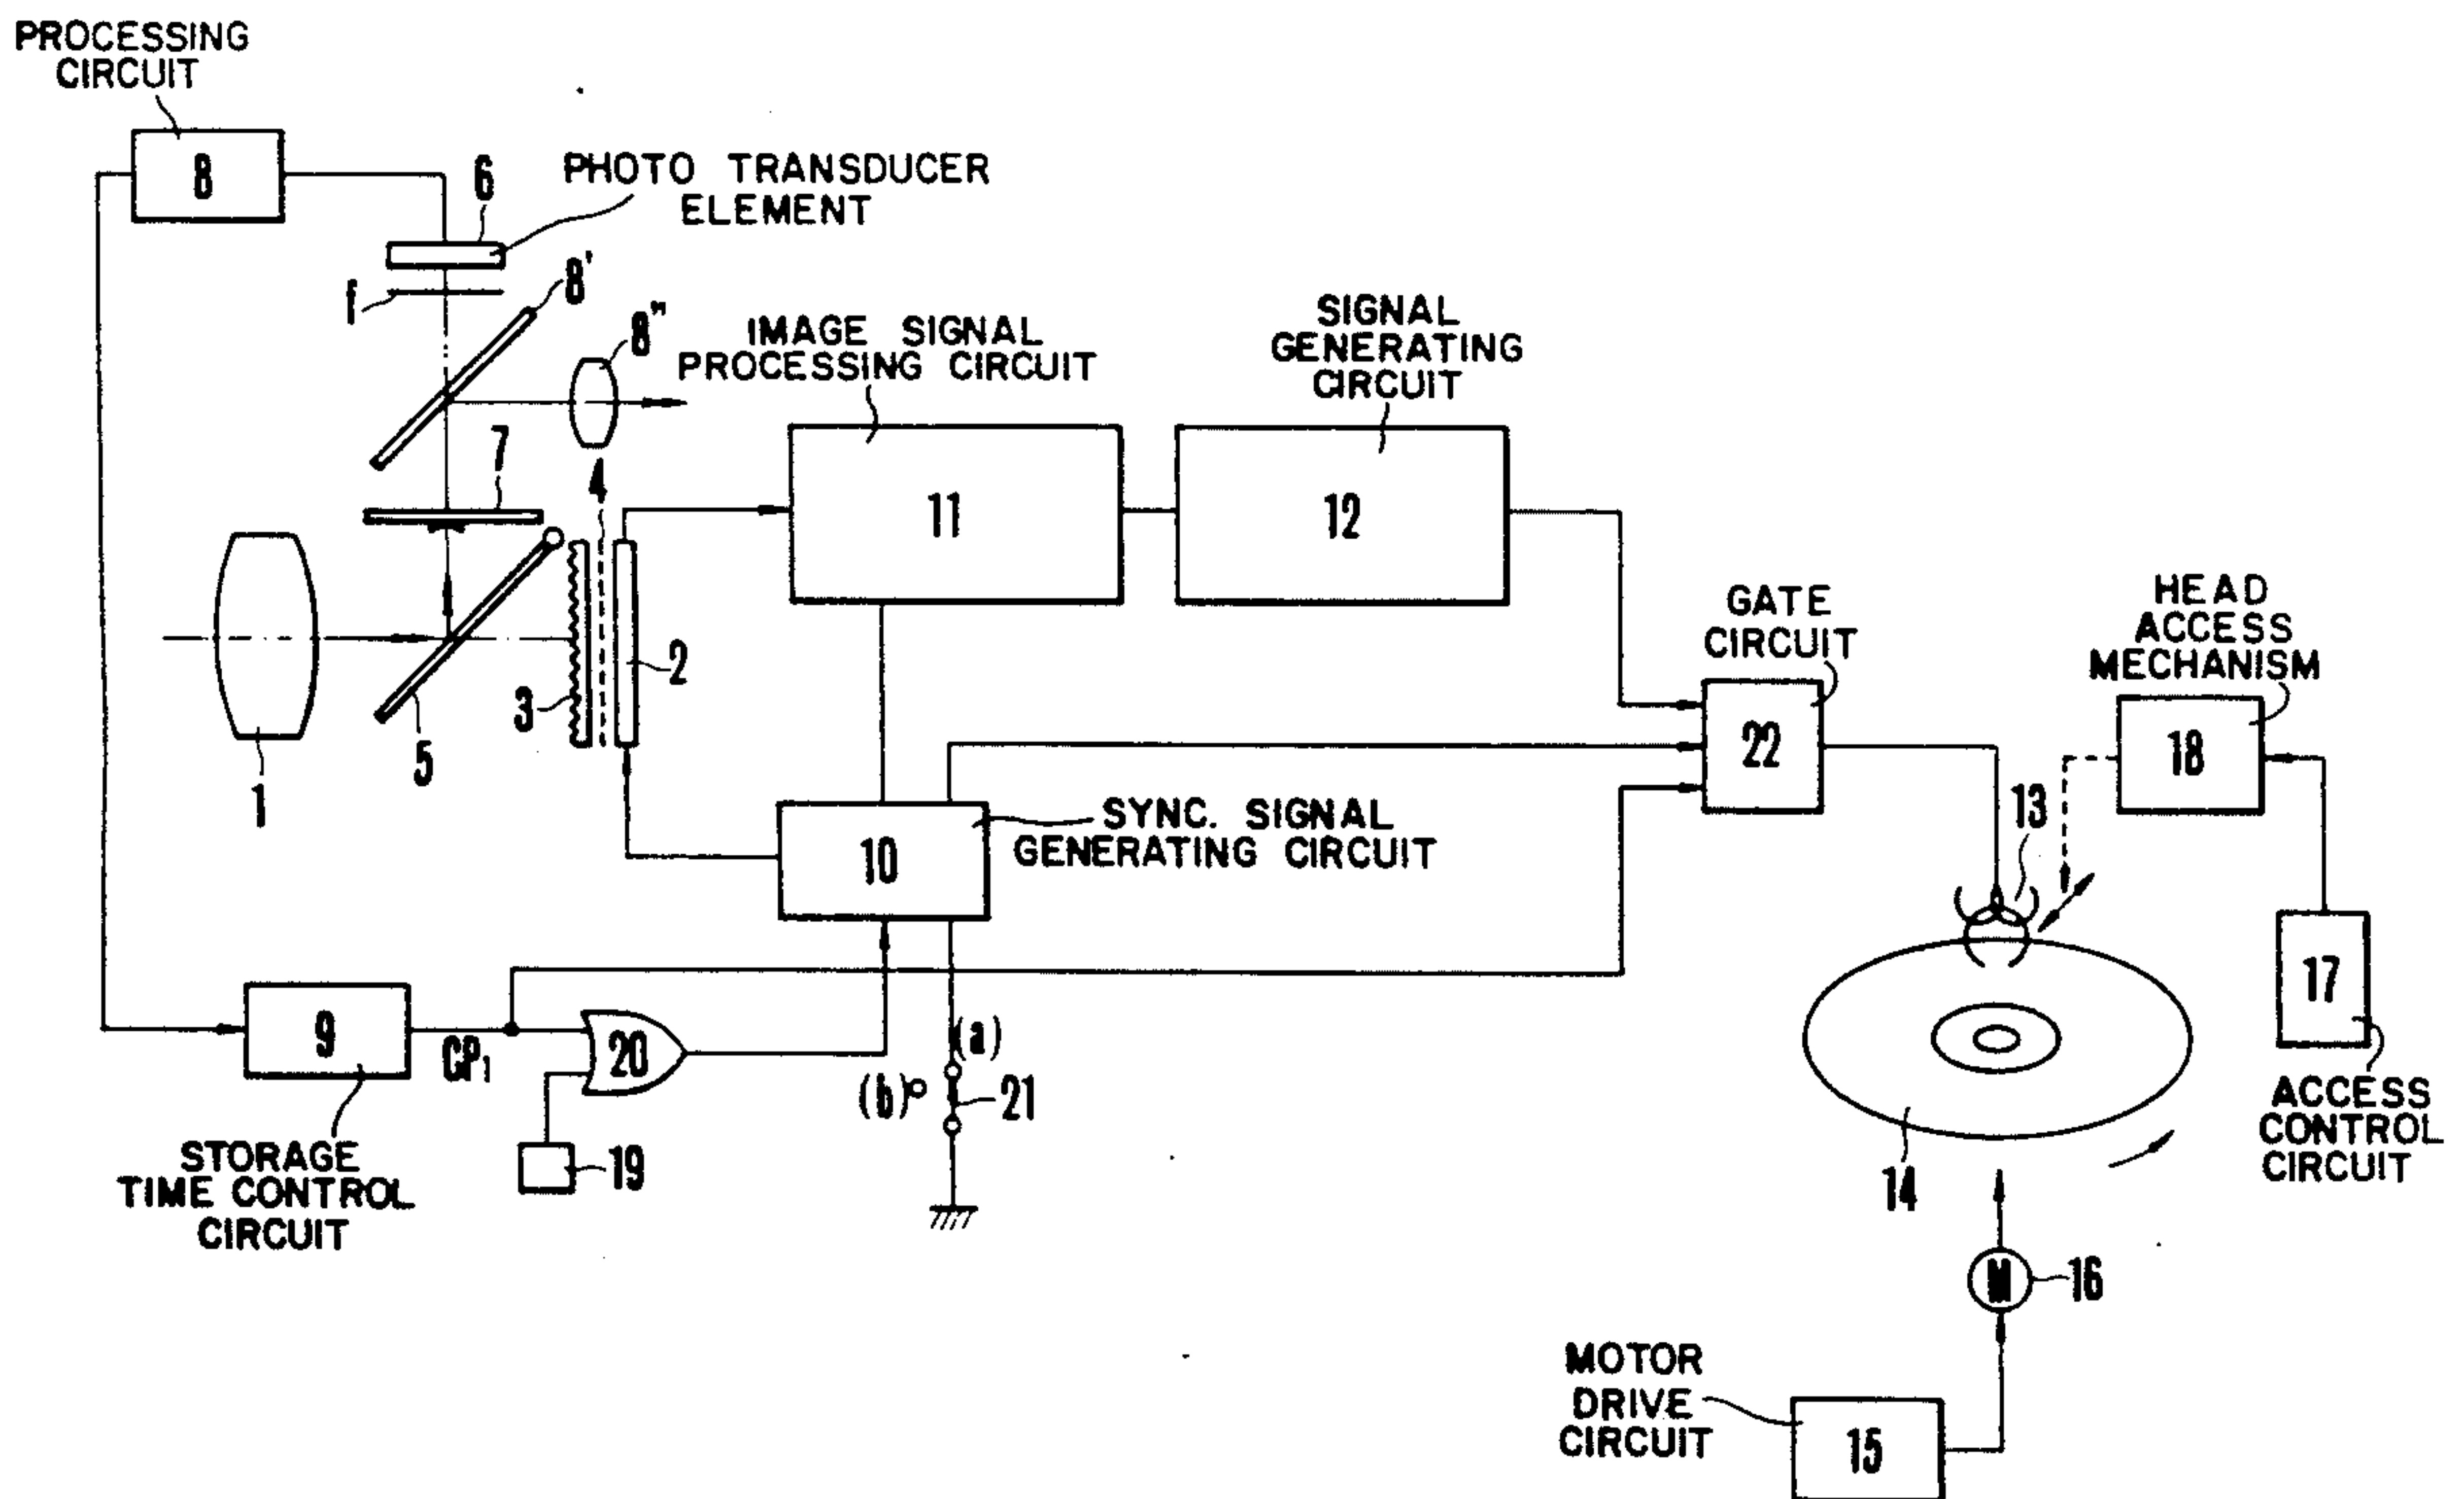 PROCESSING
CIRCUIT
8
6
PHOTO TRANSDUCER
ELEMENT
f
8'
8"
IMAGE SIGNAL
PROCESSING CIRCUIT
SIGNAL
GENERATING
CIRCUIT
7
4
11
12
1
5
3
2
GATE
CIRCUIT
22
HEAD
ACCESS
MECHANISM
18
10
SYNC. SIGNAL
GENERATING CIRCUIT
13
17
ACCESS
CONTROL
CIRCUIT
9
GP1
20
(a)
(b)
21
19
STORAGE
TIME CONTROL
CIRCUIT
14
M
16
MOTOR
DRIVE
CIRCUIT
15